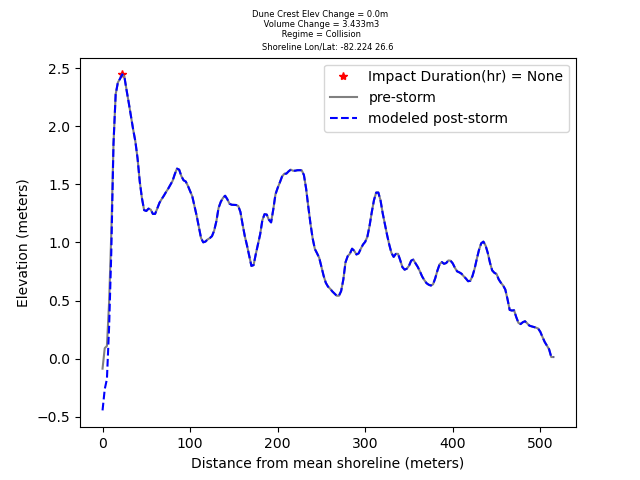 Dune Crest Elev Change = 0.0m
Volume Change = 3.433m3
Regime = Collision
Shoreline Lon/Lat: -82.224 26.6
Impact Duration(hr) = None
pre-storm
modeled post-storm
2.5
2.0
1.5
1.0
0.5
0.0
−0.5
Elevation (meters)
0 100 200 300 400 500
Distance from mean shoreline (meters)